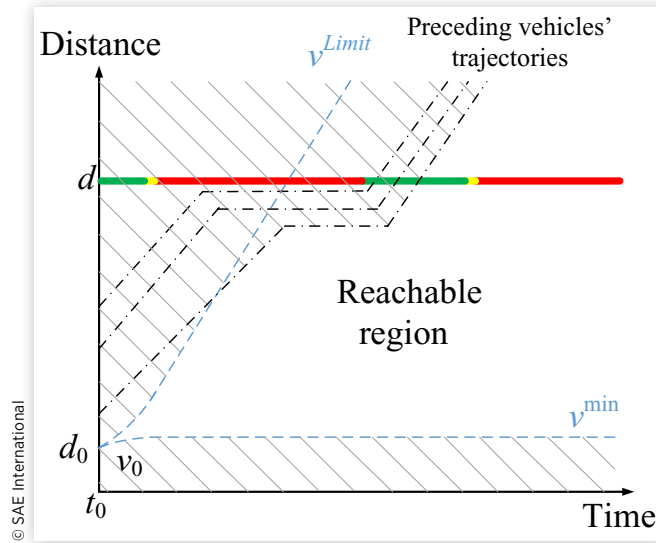 Distance
v^Limit
Preceding vehicles'
trajectories
d
Reachable
region
v^min
d₀
v₀
t₀
Time
© SAE International